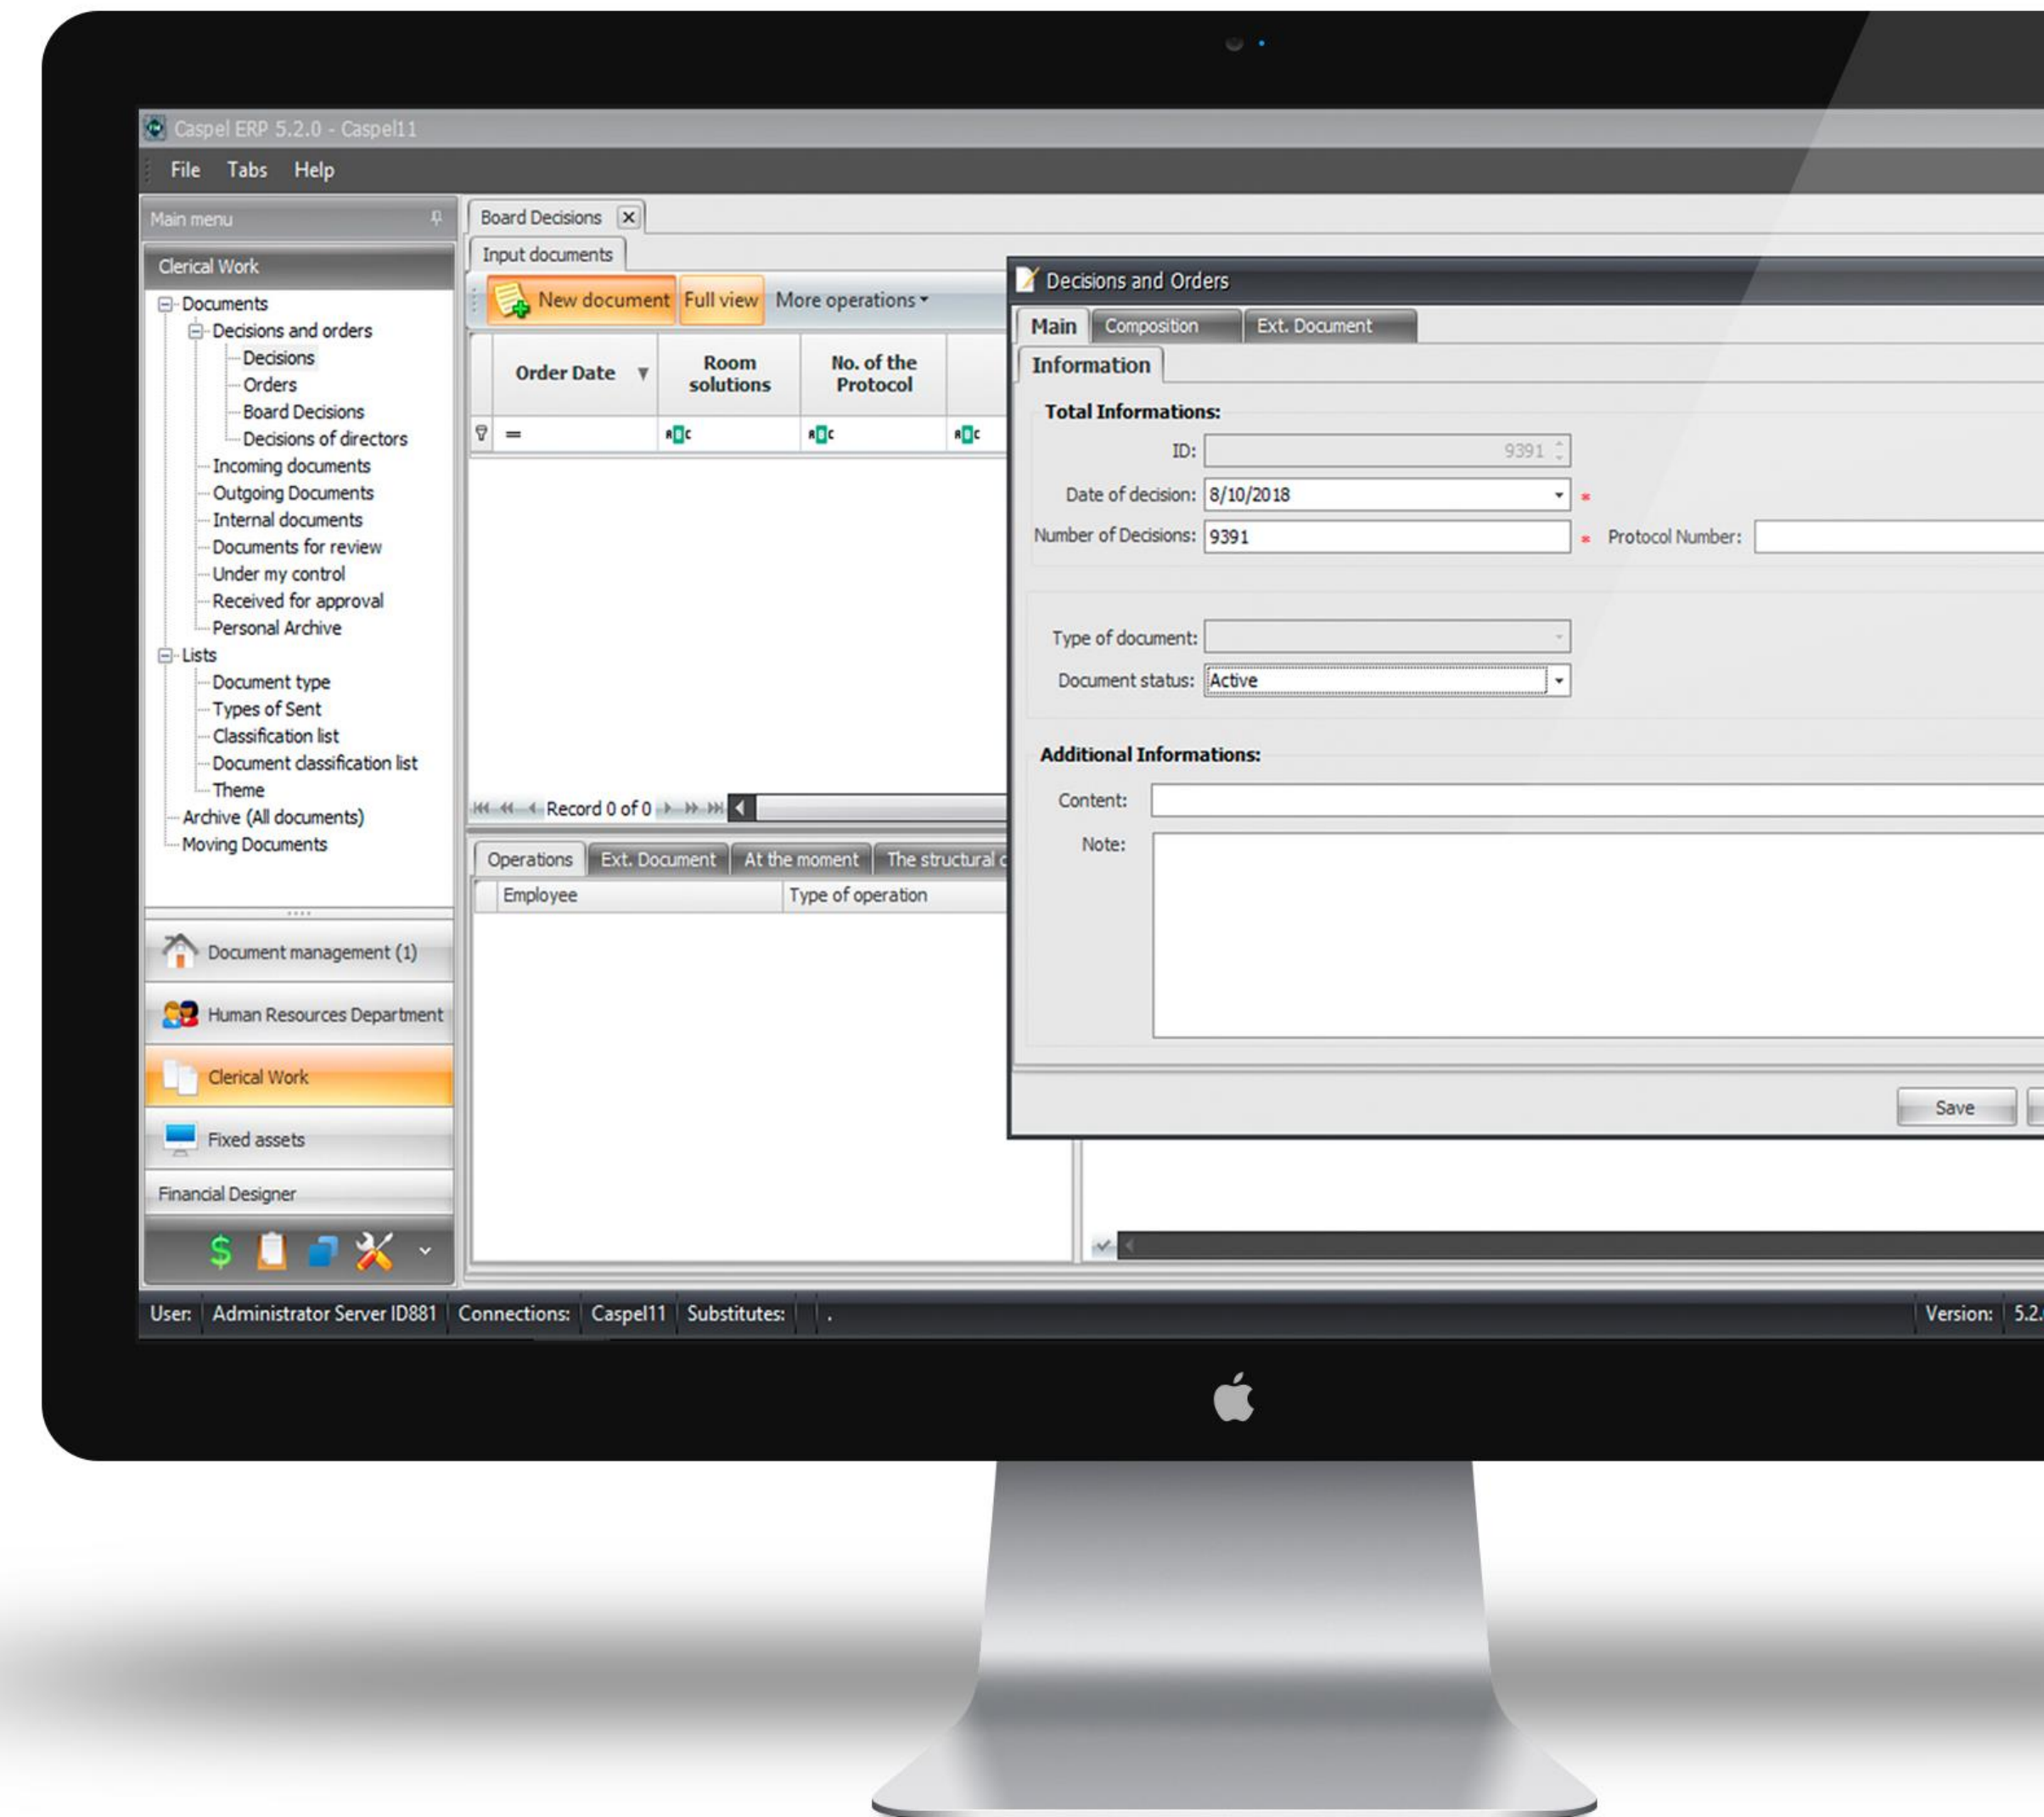 Caspel ERP 5.2.0 - Caspel11
File Tabs Help
Main menu
Clerical Work
Documents
Decisions and orders
Decisions
Orders
Board Decisions
Decisions of directors
Incoming documents
Outgoing Documents
Internal documents
Documents for review
Under my control
Received for approval
Personal Archive
Lists
Document type
Types of Sent
Classification list
Document classification list
Theme
Archive (All documents)
Moving Documents
Document management (1)
Human Resources Department
Clerical Work
Fixed assets
Financial Designer
Board Decisions
Input documents
New document Full view More operations
Order Date Room solutions No. of the Protocol
= ABC ABC ABC
Record 0 of 0
Operations Ext. Document At the moment The structural
Employee Type of operation
Decisions and Orders
Main Composition Ext. Document
Information
Total Informations:
ID: 9391
Date of decision: 8/10/2018 *
Number of Decisions: 9391 * Protocol Number:
Type of document:
Document status: Active
Additional Informations:
Content:
Note:
Save
User: Administrator Server ID881 Connections: Caspel11 Substitutes: . Version: 5.2.